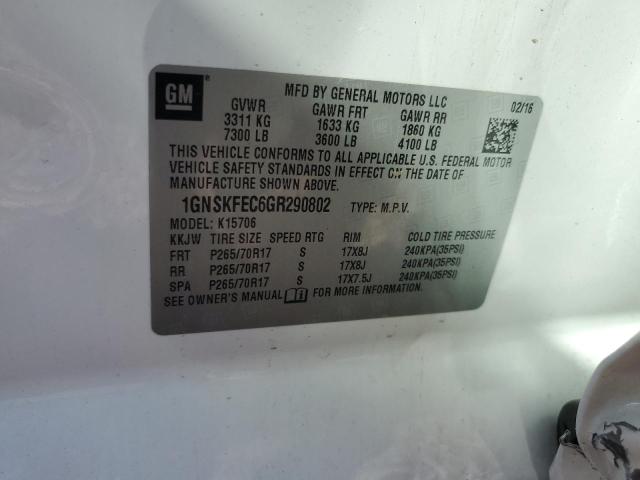 GM
MFD BY GENERAL MOTORS LLC
02/16
GVWR GAWR FRT GAWR RR
3311 KG 1633 KG 1860 KG
7300 LB 3600 LB 4100 LB
THIS VEHICLE CONFORMS TO ALL APPLICABLE U.S. FEDERAL MOTOR
VEHICLE SAFETY STANDARDS IN EFFECT ON THE DATE OF
MANUFACTURE SHOWN ABOVE.
1GNSKFEC6GR290802 TYPE: M.P.V.
MODEL: K15706
KKJW TIRE SIZE SPEED RTG RIM COLD TIRE PRESSURE
FRT P265/70R17 S 17X8J 240KPA(35PSI)
RR P265/70R17 S 17X8J 240KPA(35PSI)
SPA P265/70R17 S 17X7.5J 240KPA(35PSI)
SEE OWNER'S MANUAL FOR MORE INFORMATION.